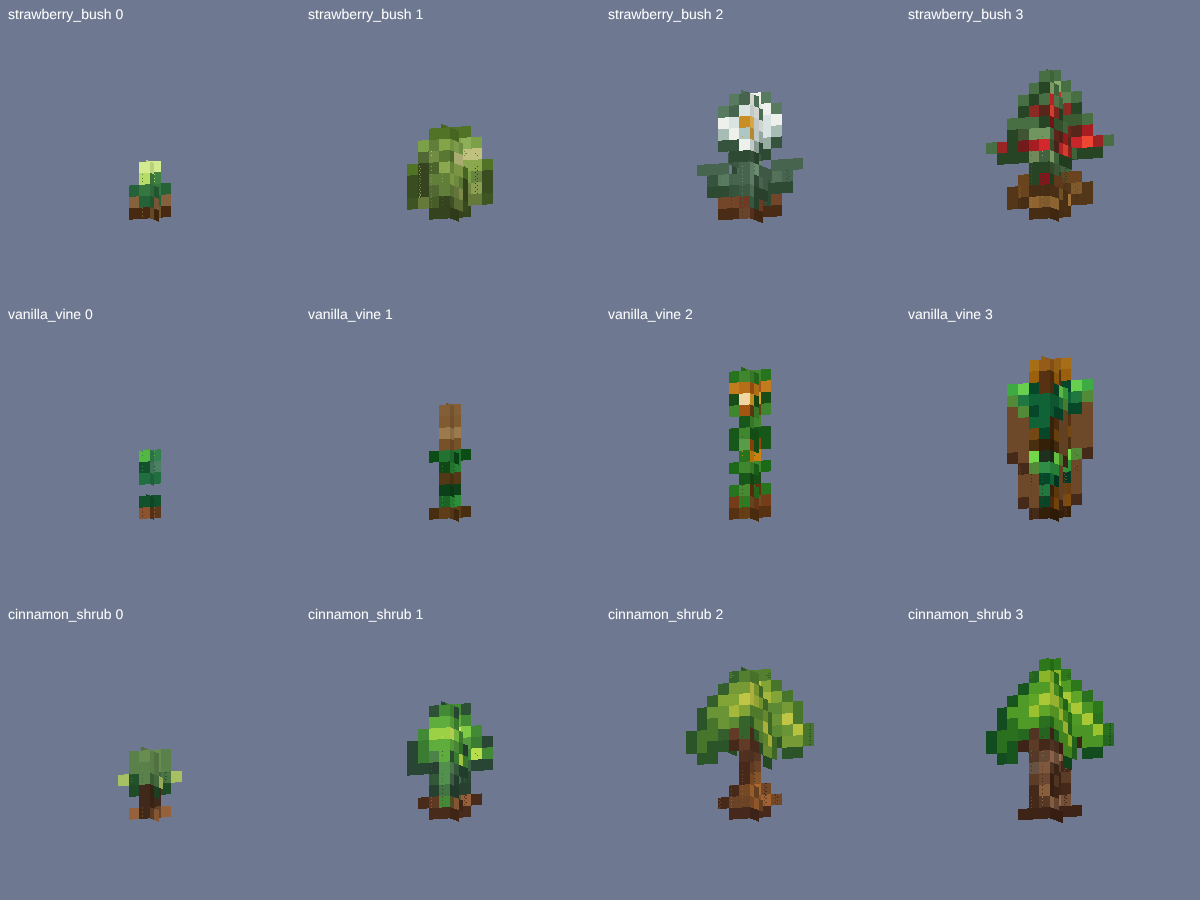 strawberry_bush 0
strawberry_bush 1
strawberry_bush 2
strawberry_bush 3
vanilla_vine 0
vanilla_vine 1
vanilla_vine 2
vanilla_vine 3
cinnamon_shrub 0
cinnamon_shrub 1
cinnamon_shrub 2
cinnamon_shrub 3